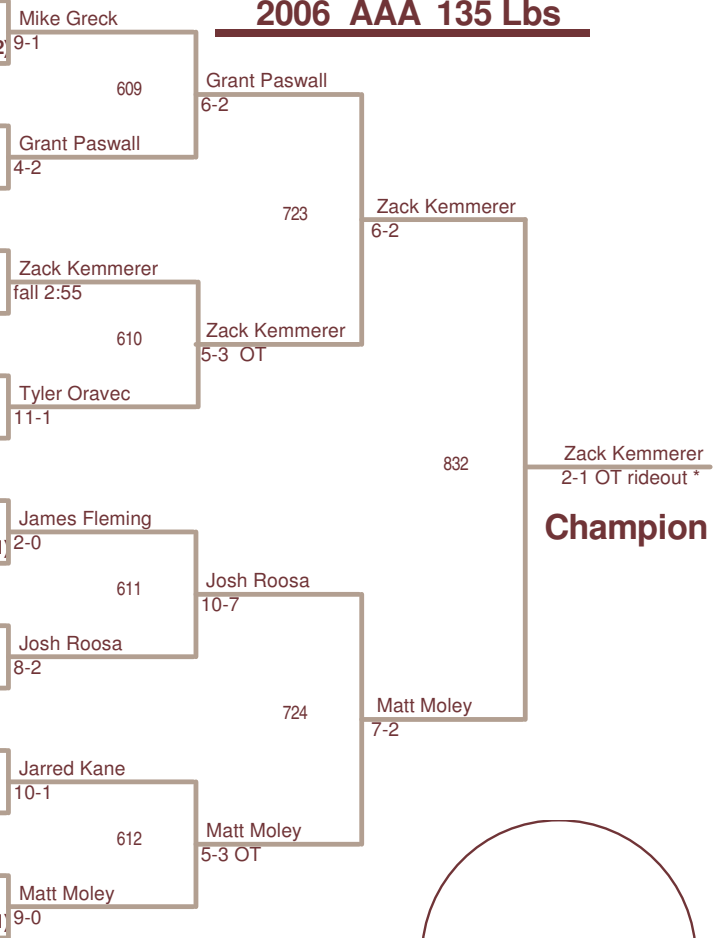 2006 AAA 135 Lbs
Mike Greck
9-1
609
Grant Paswall
6-2
Grant Paswall
4-2
723
Zack Kemmerer
6-2
Zack Kemmerer
fall 2:55
610
Zack Kemmerer
5-3 OT
Tyler Oravec
11-1
832
Zack Kemmerer
2-1 OT rideout *
Champion
James Fleming
2-0
611
Josh Roosa
10-7
Josh Roosa
8-2
724
Matt Moley
7-2
Jarred Kane
10-1
612
Matt Moley
5-3 OT
Matt Moley
9-0